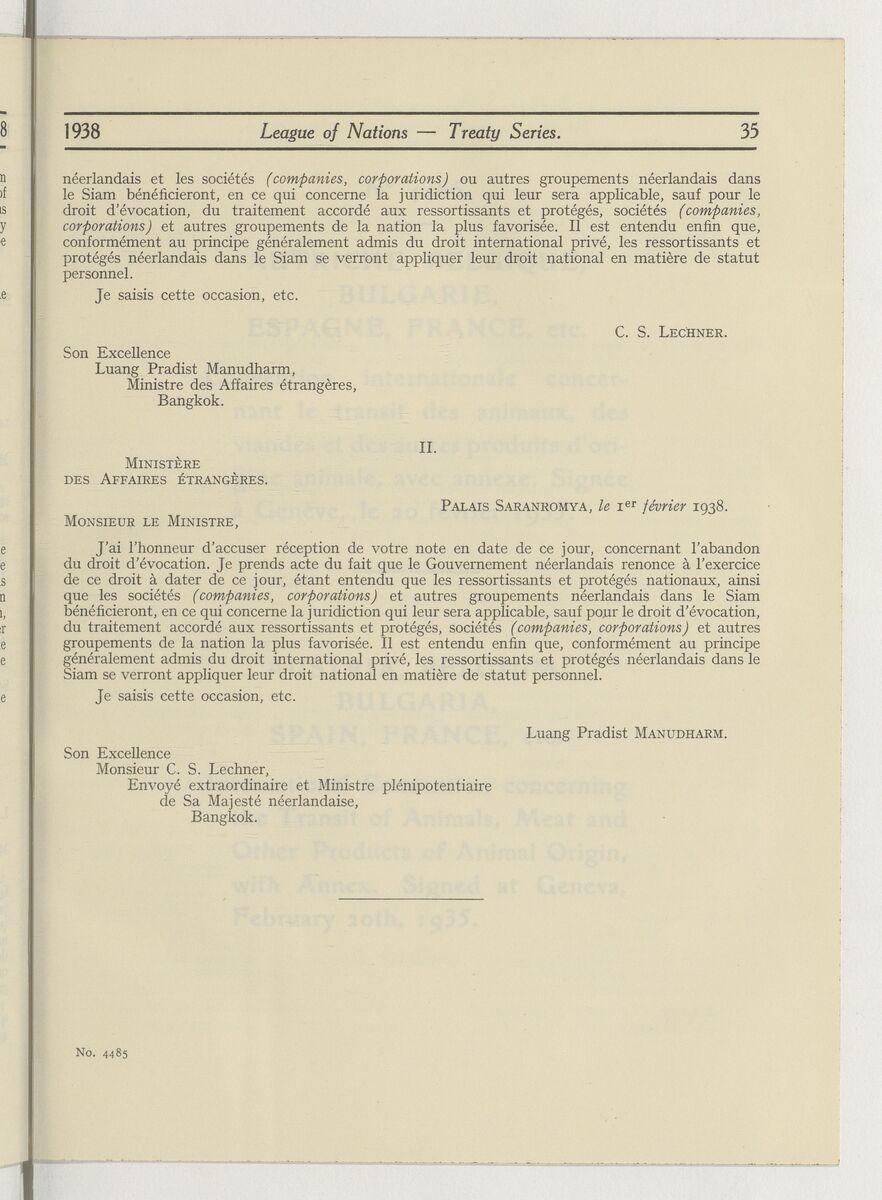 1938 League of Nations — Treaty Series. 35
néerlandais et les sociétés (companies, corporations) ou autres groupements néerlandais dans
le Siam bénéficieront, en ce qui concerne la juridiction qui leur sera applicable, sauf pour le
droit d'évocation, du traitement accordé aux ressortissants et protégés, sociétés (companies,
corporations) et autres groupements de la nation la plus favorisée. Il est entendu enfin que,
conformément au principe généralement admis du droit international privé, les ressortissants et
protégés néerlandais dans le Siam se verront appliquer leur droit national en matière de statut
personnel.
Je saisis cette occasion, etc.
C. S. Lechner.
Son Excellence
Luang Pradist Manudharm,
Ministre des Affaires étrangères,
Bangkok.
II.
Ministère
des Affaires étrangères.
Palais Saranromya, le 1er février 1938.
Monsieur le Ministre,
J'ai l'honneur d'accuser réception de votre note en date de ce jour, concernant l'abandon
du droit d'évocation. Je prends acte du fait que le Gouvernement néerlandais renonce à l'exercice
de ce droit à dater de ce jour, étant entendu que les ressortissants et protégés nationaux, ainsi
que les sociétés (companies, corporations) et autres groupements néerlandais dans le Siam
bénéficieront, en ce qui concerne la juridiction qui leur sera applicable, sauf pour le droit d'évocation,
du traitement accordé aux ressortissants et protégés, sociétés (companies, corporations) et autres
groupements de la nation la plus favorisée. Il est entendu enfin que, conformément au principe
généralement admis du droit international privé, les ressortissants et protégés néerlandais dans le
Siam se verront appliquer leur droit national en matière de statut personnel.
Je saisis cette occasion, etc.
Luang Pradist Manudharm.
Son Excellence
Monsieur C. S. Lechner,
Envoyé extraordinaire et Ministre plénipotentiaire
de Sa Majesté néerlandaise,
Bangkok.
No. 4485